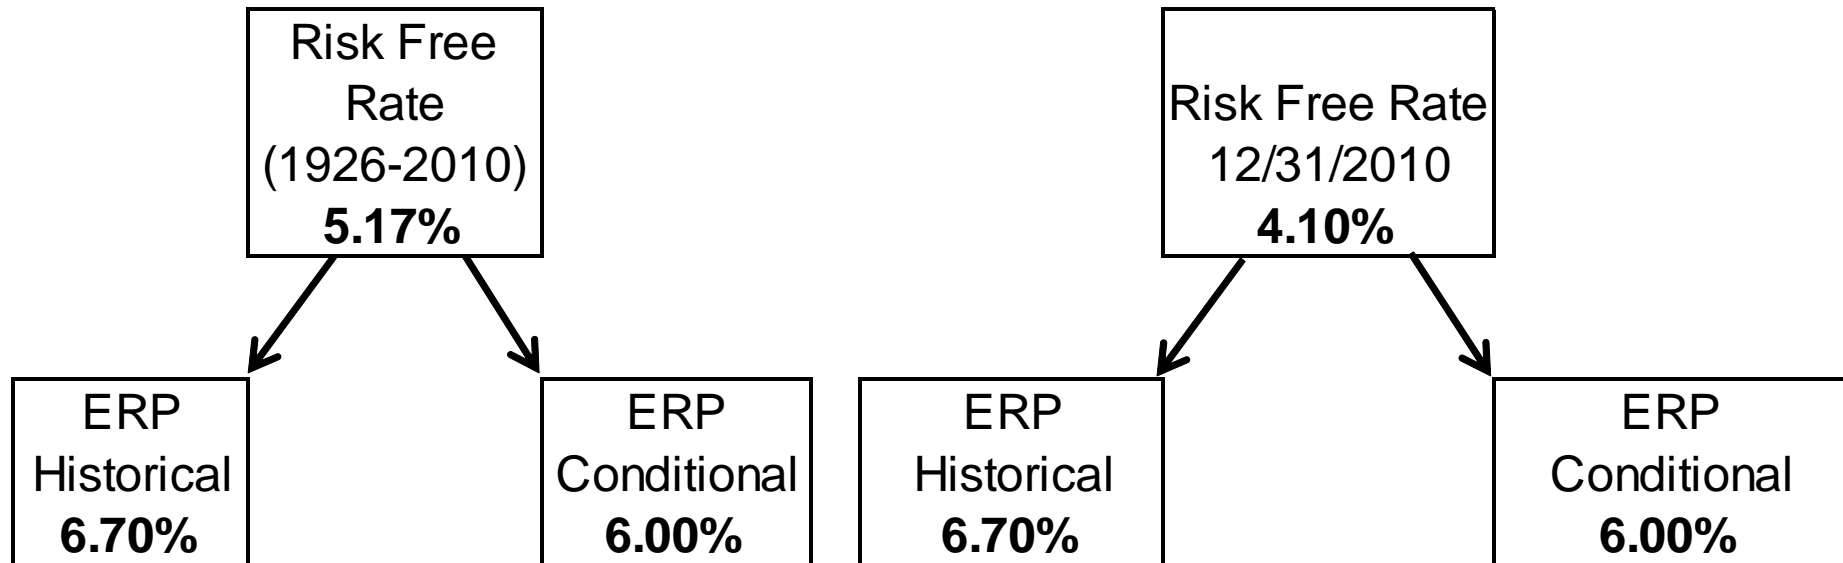 Risk Free
Rate
(1926-2010)
5.17%
Risk Free Rate
12/31/2010
4.10%
ERP
Historical
6.70%
ERP
Conditional
6.00%
ERP
Historical
6.70%
ERP
Conditional
6.00%